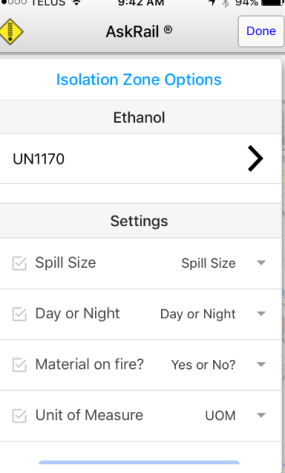 TELUS 9:42 AM 94%
AskRail ® Done
Isolation Zone Options
Ethanol
UN1170
Settings
Spill Size Spill Size
Day or Night Day or Night
Material on fire? Yes or No?
Unit of Measure UOM